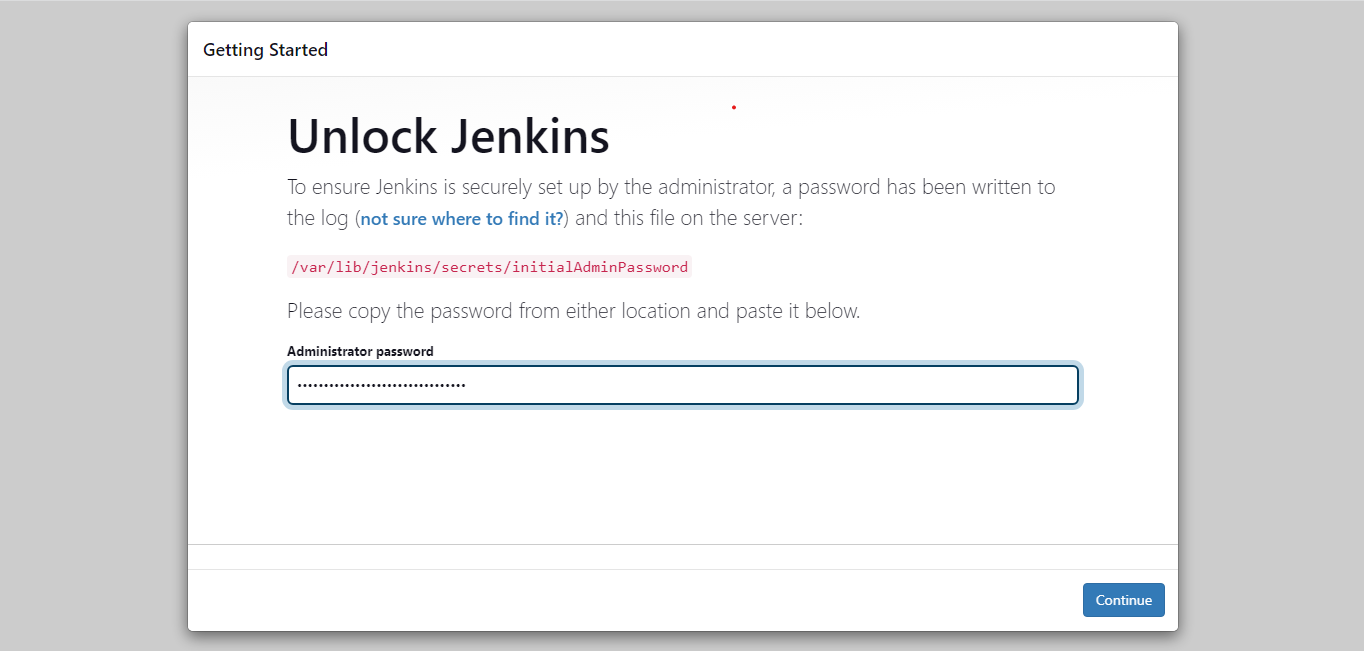 Getting Started
Unlock Jenkins
To ensure Jenkins is securely set up by the administrator, a password has been written to
the log (not sure where to find it?) and this file on the server:
/var/lib/jenkins/secrets/initialAdminPassword
Please copy the password from either location and paste it below.
Administrator password
••••••••••••••••••••••••••••••••
Continue